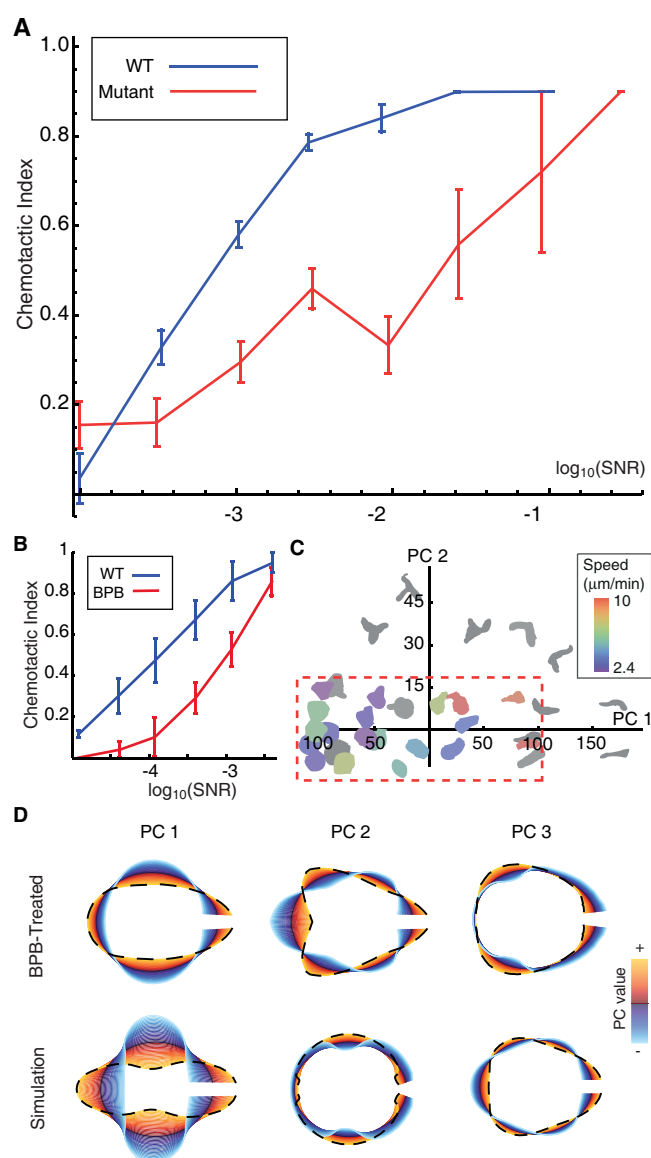 A
1.0
0.8
0.6
0.4
0.2
Chemotactic Index
WT
Mutant
log10(SNR)
-3
-2
-1
B
1
0.8
0.6
0.4
0.2
Chemotactic Index
WT
BPB
-4
-3
log10(SNR)
C
PC 2
45
30
15
100
50
50
100
150
PC 1
Speed
(μm/min)
10
2.4
D
PC 1
PC 2
PC 3
BPB-Treated
Simulation
+
PC value
-